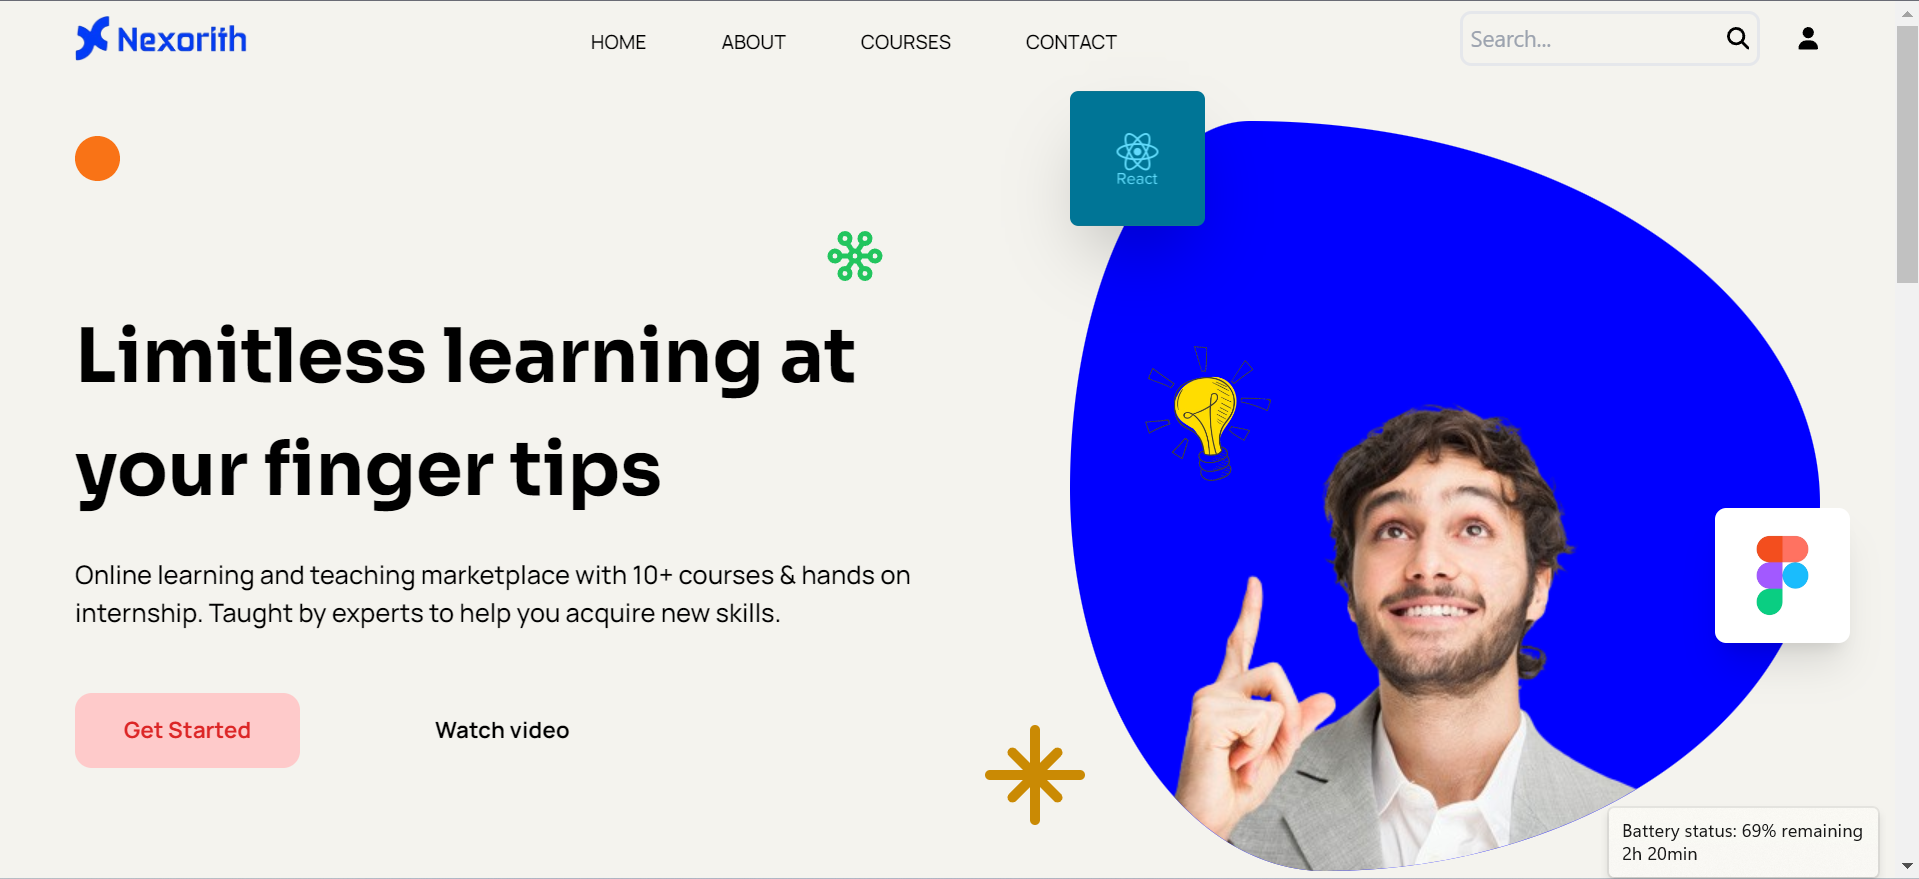 Nexorith
HOME
ABOUT
COURSES
CONTACT
Search...
React
Limitless learning at
your finger tips
Online learning and teaching marketplace with 10+ courses & hands on
internship. Taught by experts to help you acquire new skills.
Get Started
Watch video
Battery status: 69% remaining
2h 20min